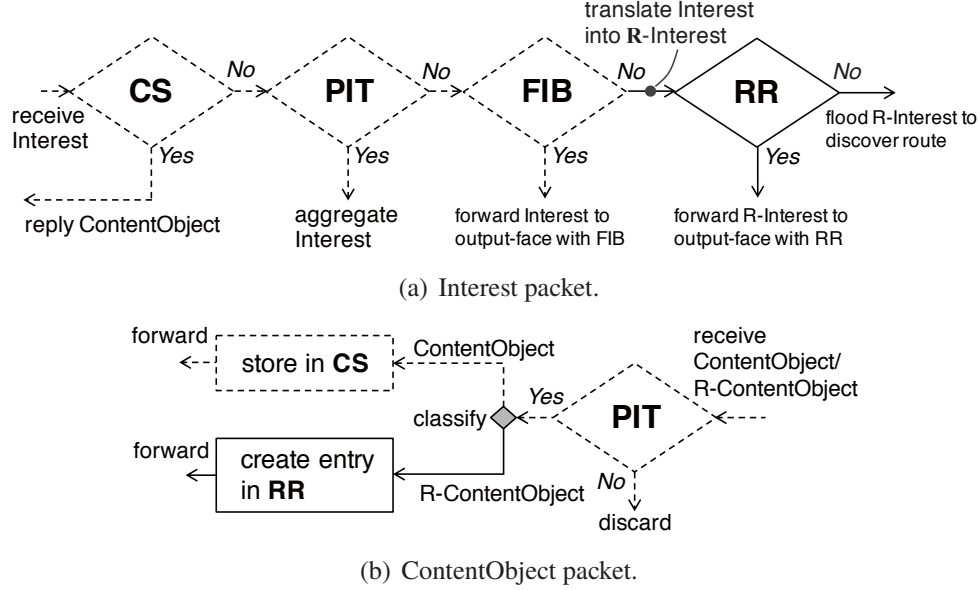 translate Interest
into R-Interest
No
No
No
No
CS
PIT
FIB
RR
receive
Interest
flood R-Interest to
discover route
Yes
Yes
Yes
Yes
reply ContentObject
aggregate
Interest
forward Interest to
output-face with FIB
forward R-Interest to
output-face with RR
(a) Interest packet.
forward
store in CS
ContentObject
receive
ContentObject/
R-ContentObject
Yes
classify
PIT
forward
create entry
in RR
R-ContentObject
No
discard
(b) ContentObject packet.